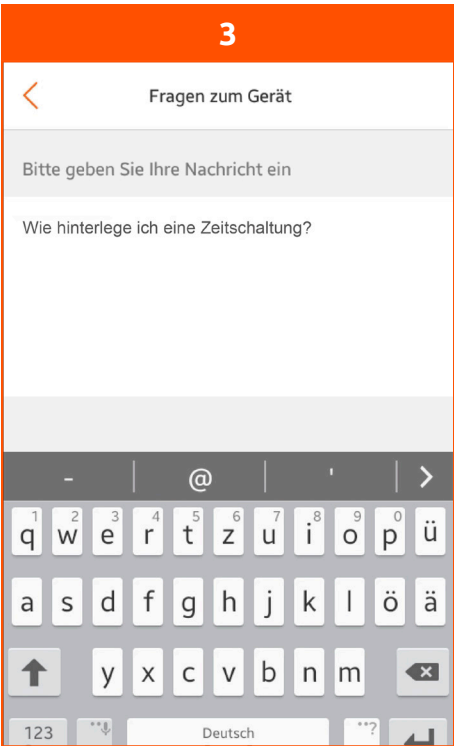 3
Fragen zum Gerät
Bitte geben Sie Ihre Nachricht ein
Wie hinterlege ich eine Zeitschaltung?
- @ '
1 2 3 4 5 6 7 8 9 0
q w e r t z u i o p ü
a s d f g h j k l ö ä
y x c v b n m
123 Deutsch ?